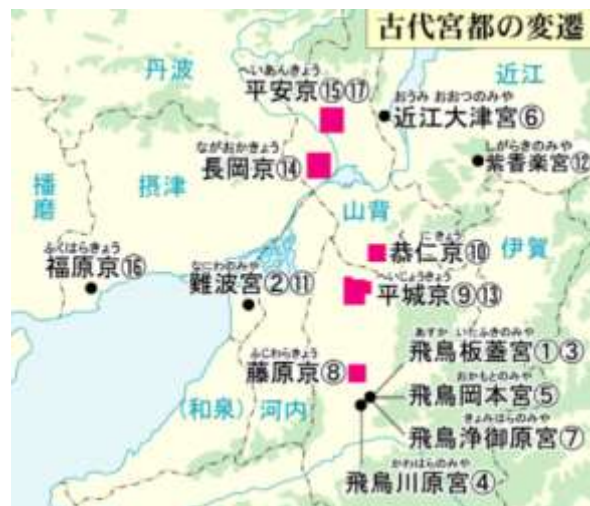 古代宮都の変遷
丹波
近江
へいあんきょう
平安京⑮⑰
おうみ おおつのみや
近江大津宮⑥
ながおかきょう
長岡京⑭
しがらきのみや
紫香楽宮⑫
播磨
摂津
山背
伊賀
くにきょう
恭仁京⑩
ふくはらきょう
福原京⑯
なにわのみや
難波宮②⑪
へいじょうきょう
平城京⑨⑬
あすか いたぶきのみや
飛鳥板蓋宮①③
ふじわらきょう
藤原京⑧
おかもとのみや
飛鳥岡本宮⑤
(和泉)
河内
きよみはらのみや
飛鳥浄御原宮⑦
かわはらのみや
飛鳥川原宮④